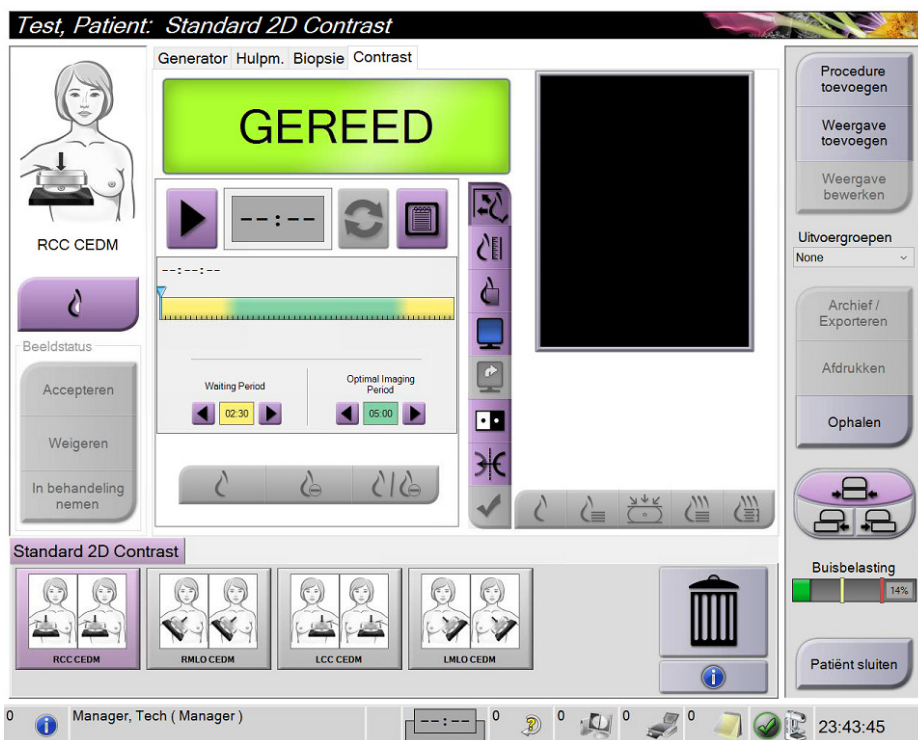 Test, Patient:  Standard 2D Contrast
Generator Hulpm. Biopsie Contrast
GEREED
--:--
--:--:--
Waiting Period
02:30
Optimal Imaging
Period
05:00
RCC CEDM
Beeldstatus
Accepteren
Weigeren
In behandeling
nemen
Procedure
toevoegen
Weergave
toevoegen
Weergave
bewerken
Uitvoergroepen
None
Archief /
Exporteren
Afdrukken
Ophalen
Buisbelasting
14%
Patiënt sluiten
Standard 2D Contrast
RCC CEDM
RMLO CEDM
LCC CEDM
LMLO CEDM
0
Manager, Tech ( Manager )
--:--
0
0
0
0
23:43:45